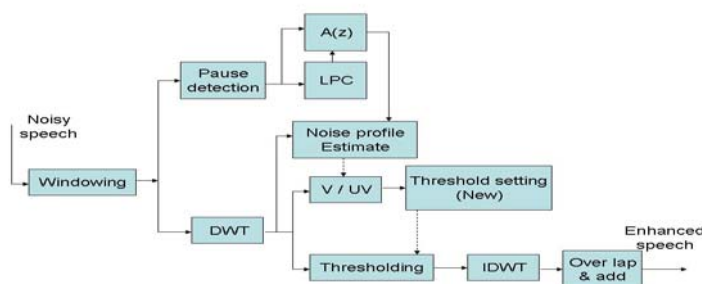 A(z)
Pause
detection
LPC
Noisy
speech
Noise profile
Estimate
Windowing
V / UV
Threshold setting
(New)
DWT
Enhanced
speech
Thresholding
IDWT
Over lap
& add